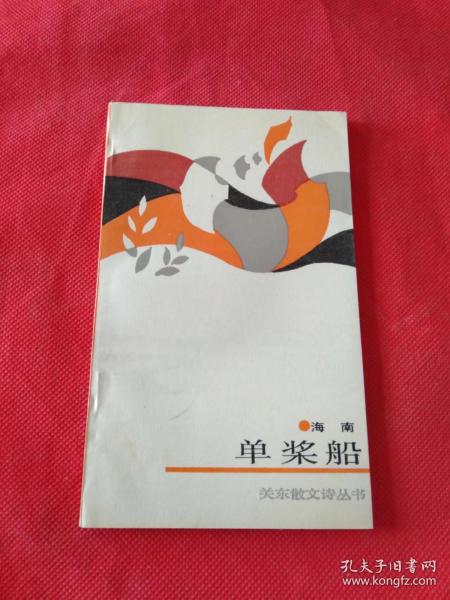 海 南
单桨船
关东散文诗丛书
孔夫子旧书网
www.kongfz.com